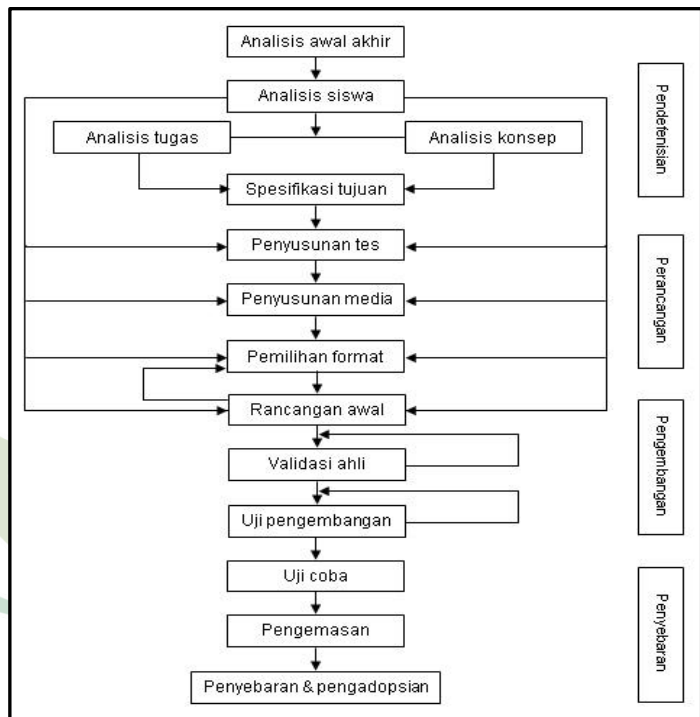 Analisis awal akhir
Analisis siswa
Analisis tugas
Analisis konsep
Spesifikasi tujuan
Penyusunan tes
Penyusunan media
Pemilihan format
Rancangan awal
Validasi ahli
Uji pengembangan
Uji coba
Pengemasan
Penyebaran & pengadopsian
Pendefenisian
Perancangan
Pengembangan
Penyebaran